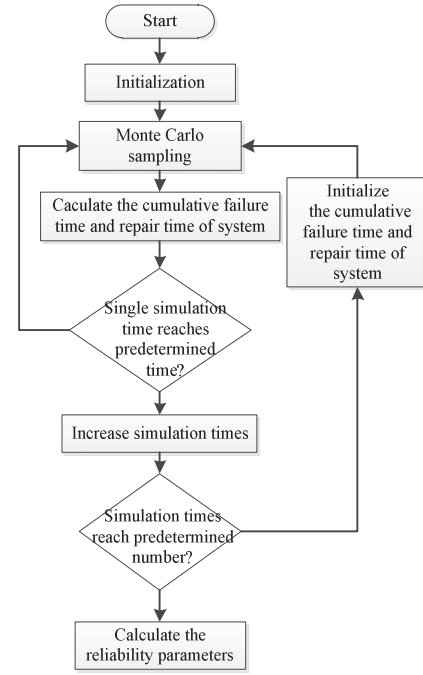 Start
Initialization
Monte Carlo
sampling
Caculate the cumulative failure
time and repair time of system
Initialize
the cumulative
failure time and
repair time of
system
Single simulation
time reaches
predetermined
time?
Increase simulation times
Simulation times
reach predetermined
number?
Calculate the
reliability parameters